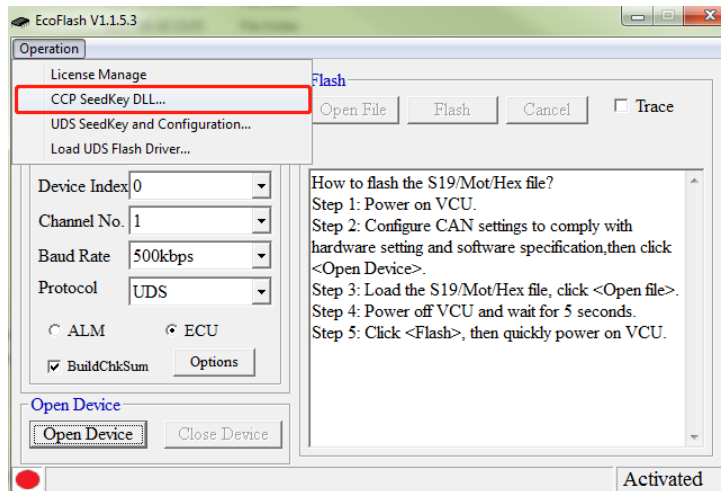 EcoFlash V1.1.5.3
Operation
License Manage
CCP SeedKey DLL...
UDS SeedKey and Configuration...
Load UDS Flash Driver...
Device Index 0
Channel No. 1
Baud Rate 500kbps
Protocol UDS
ALM ECU
BuildChkSum Options
Open Device
Open Device Close Device
Flash
Open File Flash Cancel Trace
How to flash the S19/Mot/Hex file?
Step 1: Power on VCU.
Step 2: Configure CAN settings to comply with
hardware setting and software specification,then click
<Open Device>.
Step 3: Load the S19/Mot/Hex file, click <Open file>.
Step 4: Power off VCU and wait for 5 seconds.
Step 5: Click <Flash>, then quickly power on VCU.
Activated